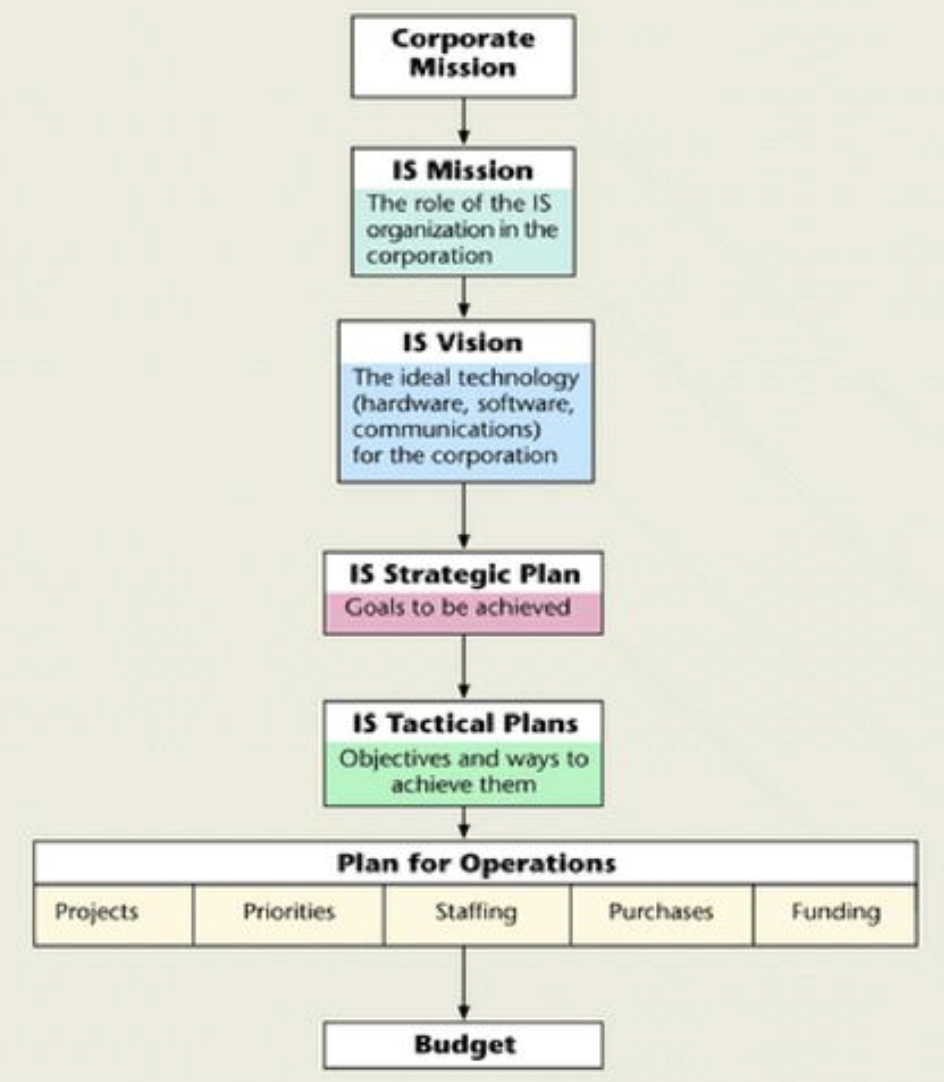 Corporate
Mission
IS Mission
The role of the IS
organization in the
corporation
IS Vision
The ideal technology
(hardware, software,
communications)
for the corporation
IS Strategic Plan
Goals to be achieved
IS Tactical Plans
Objectives and ways to
achieve them
Plan for Operations
Projects Priorities Staffing Purchases Funding
Budget